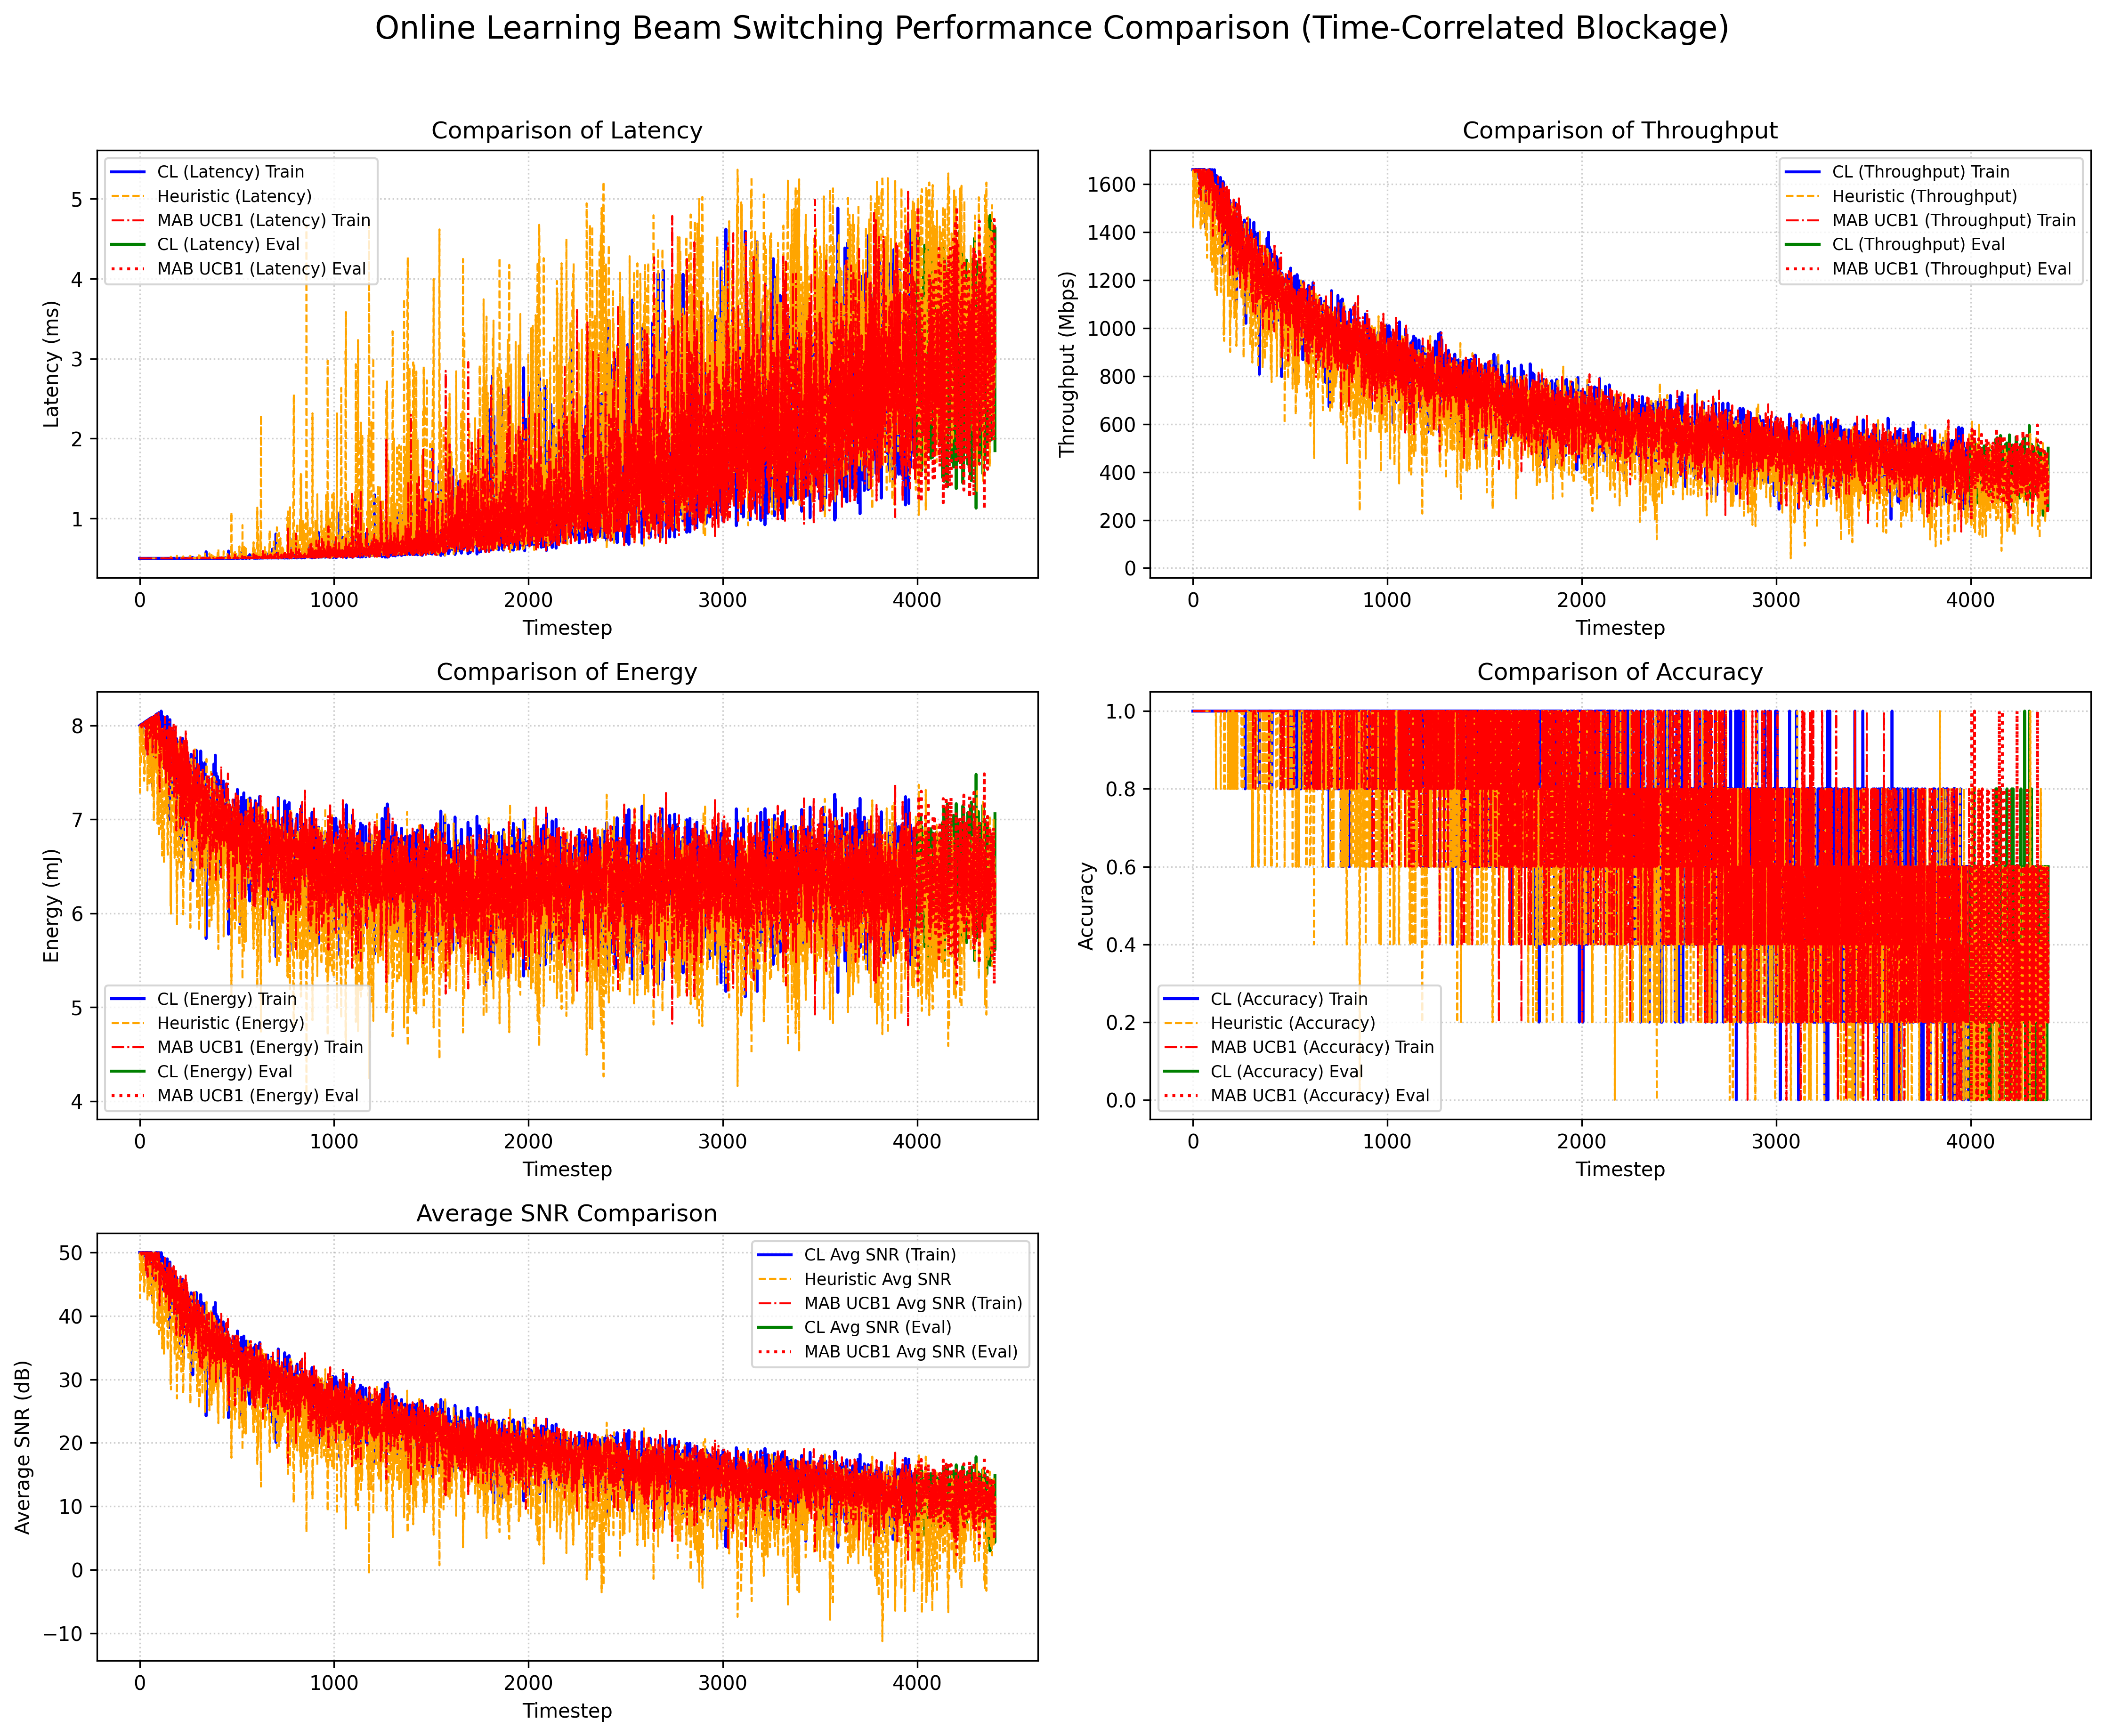 Online Learning Beam Switching Performance Comparison (Time-Correlated Blockage)
Comparison of Latency
CL (Latency) Train
Heuristic (Latency)
MAB UCB1 (Latency) Train
CL (Latency) Eval
MAB UCB1 (Latency) Eval
Latency (ms)
5
4
3
2
1
0
1000
2000
3000
4000
Timestep
Comparison of Throughput
CL (Throughput) Train
Heuristic (Throughput)
MAB UCB1 (Throughput) Train
CL (Throughput) Eval
MAB UCB1 (Throughput) Eval
Throughput (Mbps)
1600
1400
1200
1000
800
600
400
200
0
0
1000
2000
3000
4000
Timestep
Comparison of Energy
Energy (mJ)
8
7
6
5
4
CL (Energy) Train
Heuristic (Energy)
MAB UCB1 (Energy) Train
CL (Energy) Eval
MAB UCB1 (Energy) Eval
0
1000
2000
3000
4000
Timestep
Comparison of Accuracy
Accuracy
1.0
0.8
0.6
0.4
0.2
0.0
CL (Accuracy) Train
Heuristic (Accuracy)
MAB UCB1 (Accuracy) Train
CL (Accuracy) Eval
MAB UCB1 (Accuracy) Eval
0
1000
2000
3000
4000
Timestep
Average SNR Comparison
CL Avg SNR (Train)
Heuristic Avg SNR
MAB UCB1 Avg SNR (Train)
CL Avg SNR (Eval)
MAB UCB1 Avg SNR (Eval)
Average SNR (dB)
50
40
30
20
10
0
−10
0
1000
2000
3000
4000
Timestep